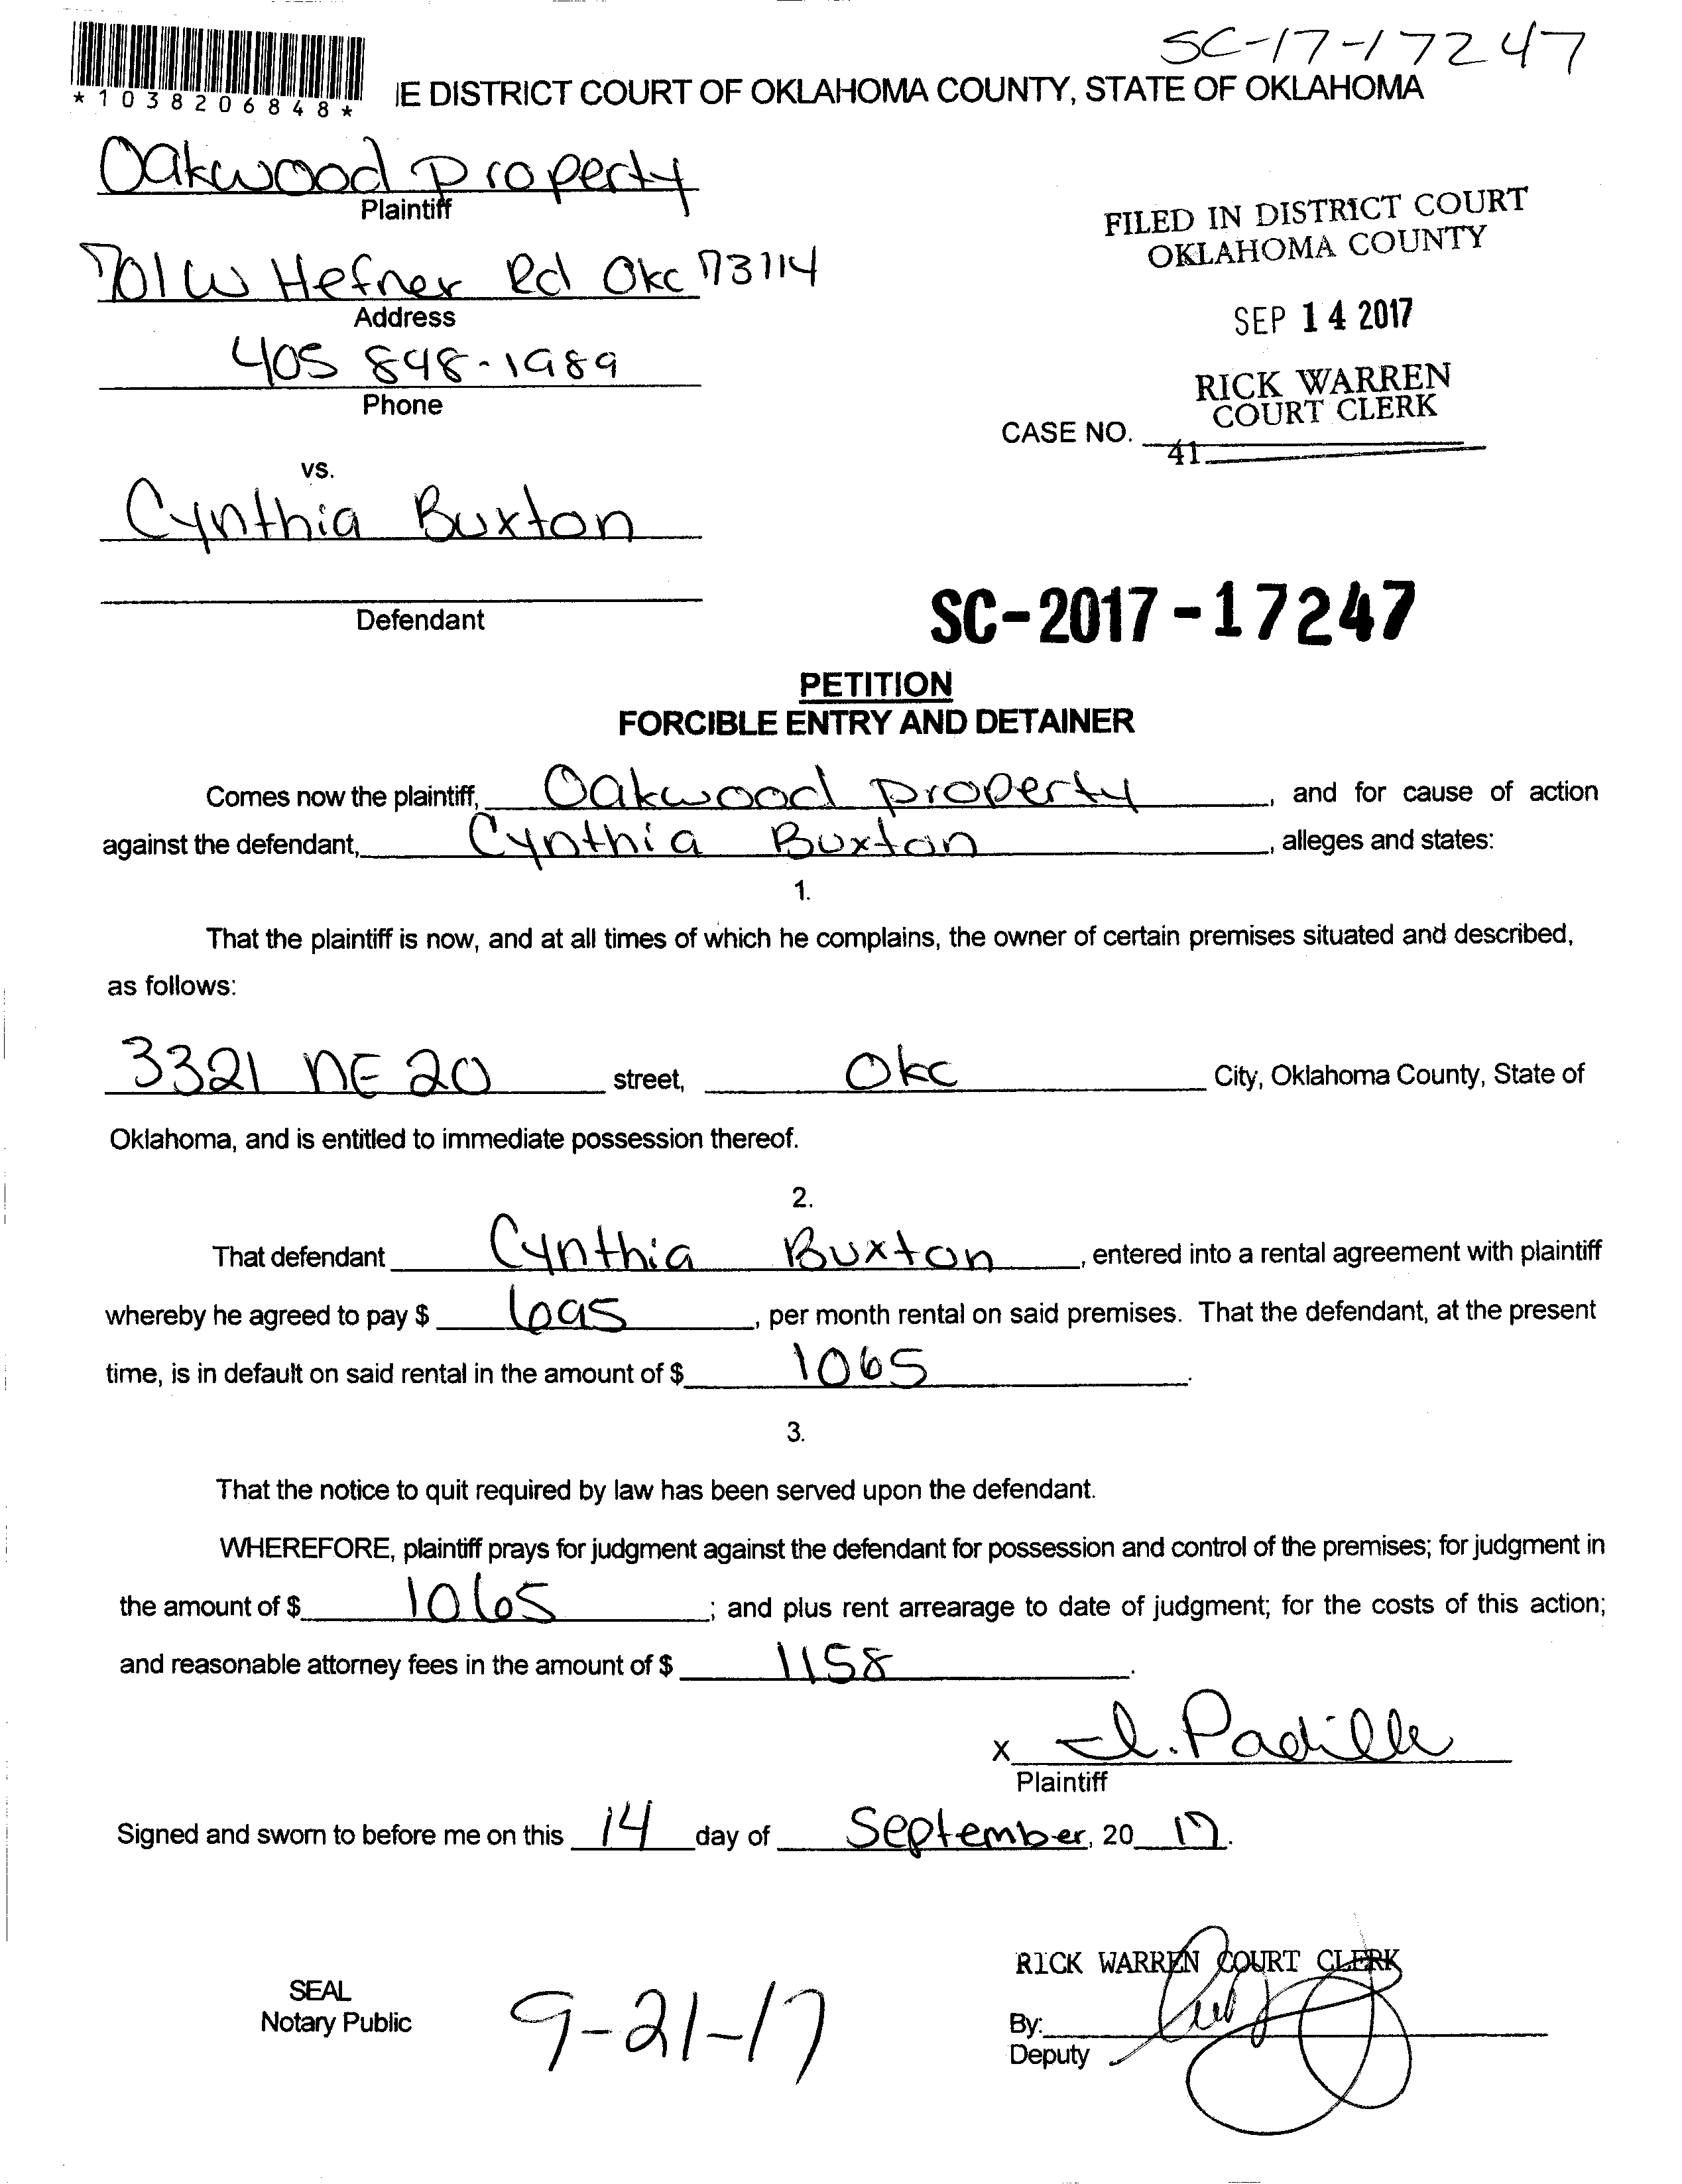 SC-17-17247
*1038206848*
IE DISTRICT COURT OF OKLAHOMA COUNTY, STATE OF OKLAHOMA
Oakwood Property
Plaintiff
701 W Hefner Rd Okc 73114
Address
405 848-1989
Phone
FILED IN DISTRICT COURT
OKLAHOMA COUNTY
SEP 14 2017
RICK WARREN
COURT CLERK
CASE NO.
41
vs.
Cynthia Buxton
Defendant
SC-2017-17247
PETITION
FORCIBLE ENTRY AND DETAINER
Comes now the plaintiff, Oakwood Property, and for cause of action
against the defendant, Cynthia Buxton, alleges and states:
1.
That the plaintiff is now, and at all times of which he complains, the owner of certain premises situated and described,
as follows:
3321 NE 20 street, Okc City, Oklahoma County, State of
Oklahoma, and is entitled to immediate possession thereof.
2.
That defendant Cynthia Buxton, entered into a rental agreement with plaintiff
whereby he agreed to pay $ 695, per month rental on said premises. That the defendant, at the present
time, is in default on said rental in the amount of $ 1065.
3.
That the notice to quit required by law has been served upon the defendant.
WHEREFORE, plaintiff prays for judgment against the defendant for possession and control of the premises; for judgment in
the amount of $ 1065; and plus rent arrearage to date of judgment; for the costs of this action;
and reasonable attorney fees in the amount of $ 1158.
x I. Padilla
Plaintiff
Signed and sworn to before me on this 14 day of September, 2017.
RICK WARREN COURT CLERK
SEAL
Notary Public
9-21-17
By:
Deputy